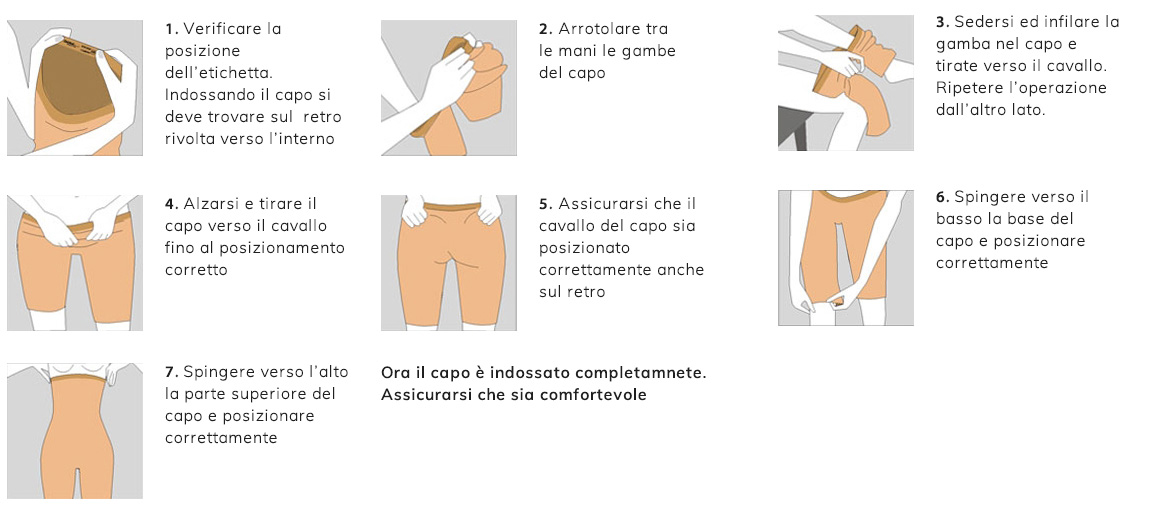 1. Verificare la
posizione
dell'etichetta.
Indossando il capo si
deve trovare sul retro
rivolta verso l'interno
2. Arrotolare tra
le mani le gambe
del capo
3. Sedersi ed infilare la
gamba nel capo e
tirate verso il cavallo.
Ripetere l'operazione
dall'altro lato.
4. Alzarsi e tirare il
capo verso il cavallo
fino al posizionamento
corretto
5. Assicurarsi che il
cavallo del capo sia
posizionato
correttamente anche
sul retro
6. Spingere verso il
basso la base del
capo e posizionare
correttamente
7. Spingere verso l'alto
la parte superiore del
capo e posizionare
correttamente
Ora il capo è indossato completamnete.
Assicurarsi che sia comfortevole